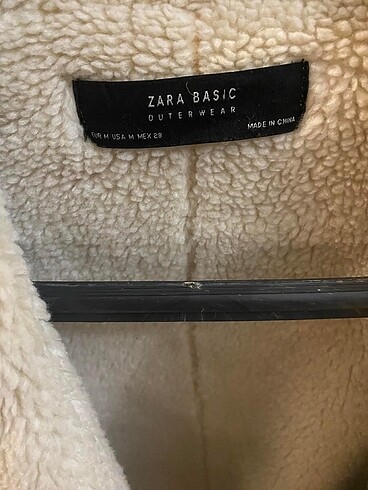 ZARA BASIC
OUTERWEAR
EUR M USA M MEX 28
MADE IN CHINA